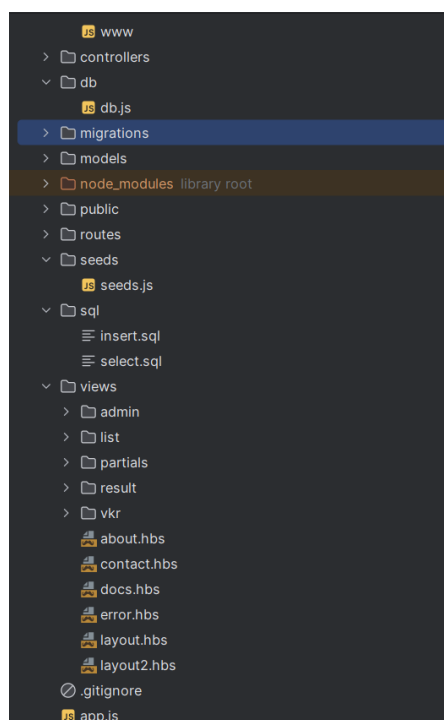 www
controllers
db
db.js
migrations
models
node_modules library root
public
routes
seeds
seeds.js
sql
insert.sql
select.sql
views
admin
list
partials
result
vkr
about.hbs
contact.hbs
docs.hbs
error.hbs
layout.hbs
layout2.hbs
.gitignore
app.js